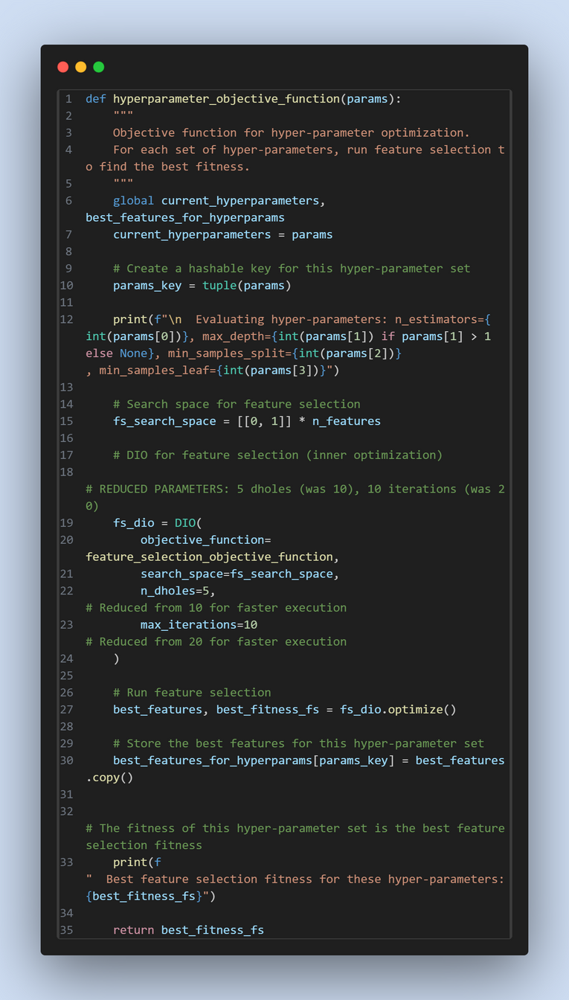 1 def hyperparameter_objective_function(params):
2     """
3     Objective function for hyper-parameter optimization.
4     For each set of hyper-parameters, run feature selection t
o find the best fitness.
5     """
6     global current_hyperparameters,
best_features_for_hyperparams
7     current_hyperparameters = params
8
9     # Create a hashable key for this hyper-parameter set
10     params_key = tuple(params)
11
12     print(f"\n  Evaluating hyper-parameters: n_estimators={
int(params[0])}, max_depth={int(params[1]) if params[1] > 1
else None}, min_samples_split={int(params[2])}
, min_samples_leaf={int(params[3])}")
13
14     # Search space for feature selection
15     fs_search_space = [[0, 1]] * n_features
16
17     # DIO for feature selection (inner optimization)
18
# REDUCED PARAMETERS: 5 dholes (was 10), 10 iterations (was 2
0)
19     fs_dio = DIO(
20         objective_function=
feature_selection_objective_function,
21         search_space=fs_search_space,
22         n_dholes=5,
# Reduced from 10 for faster execution
23         max_iterations=10
# Reduced from 20 for faster execution
24     )
25
26     # Run feature selection
27     best_features, best_fitness_fs = fs_dio.optimize()
28
29     # Store the best features for this hyper-parameter set
30     best_features_for_hyperparams[params_key] = best_features
.copy()
31
32
# The fitness of this hyper-parameter set is the best feature
selection fitness
33     print(f
"  Best feature selection fitness for these hyper-parameters:
{best_fitness_fs}")
34
35     return best_fitness_fs